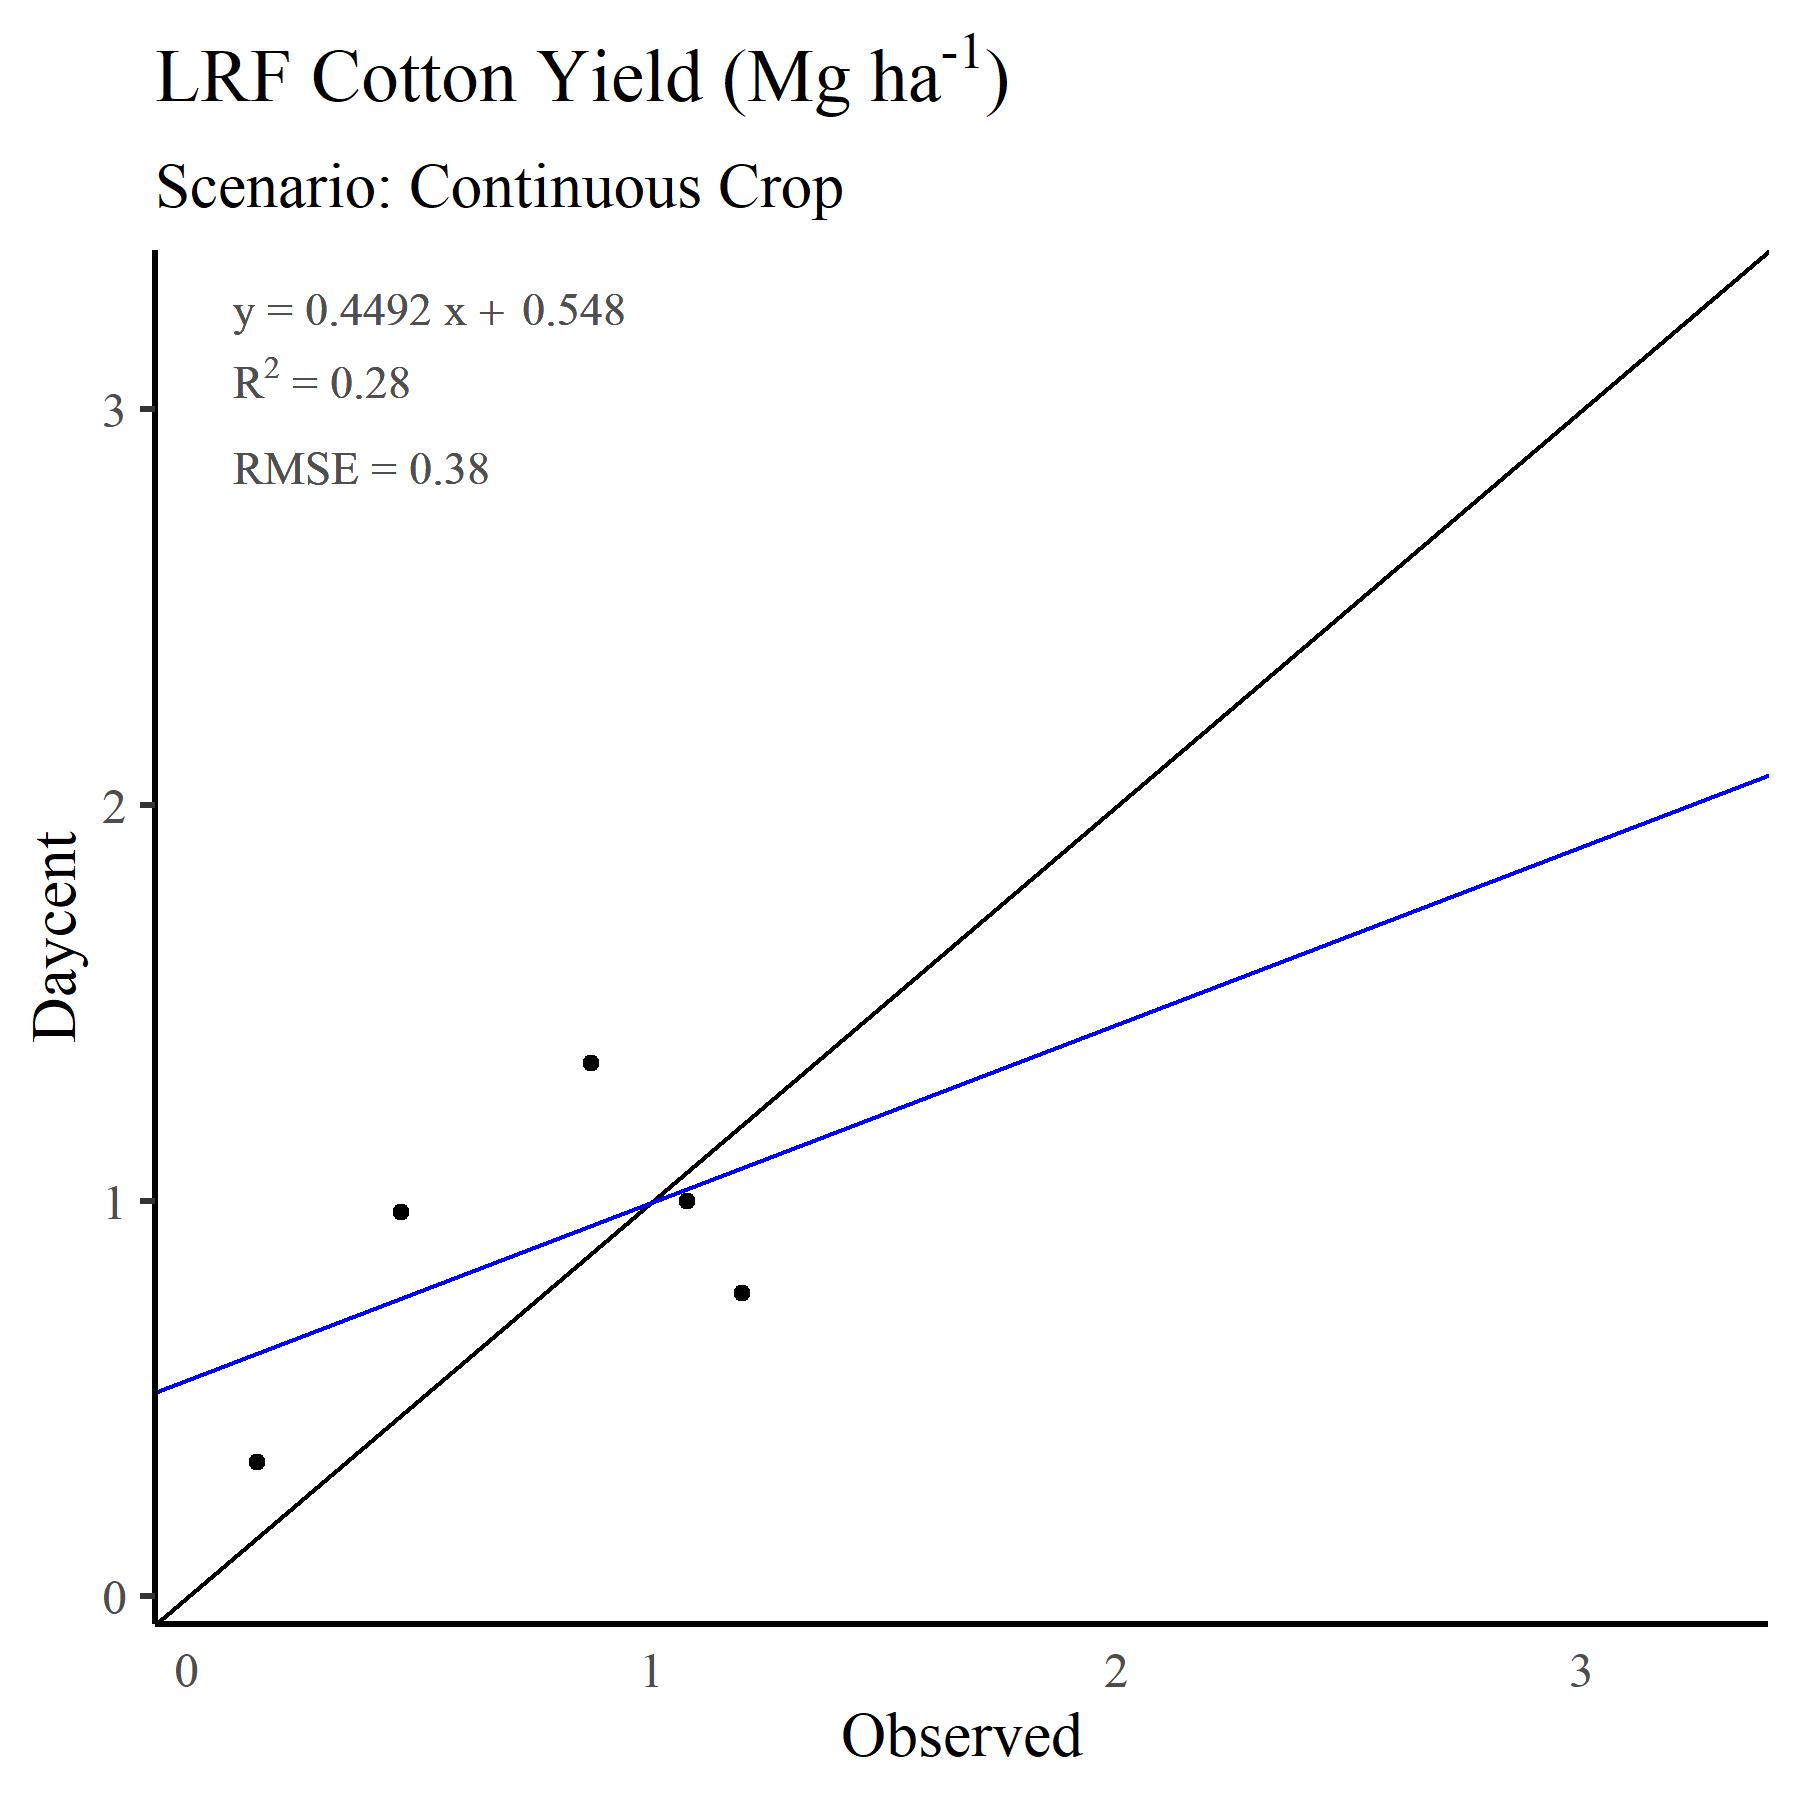 LRF Cotton Yield (Mg ha⁻¹)
Scenario: Continuous Crop
y = 0.4492 x + 0.548
R² = 0.28
RMSE = 0.38
3
2
1
0
Daycent
0 1 2 3
Observed